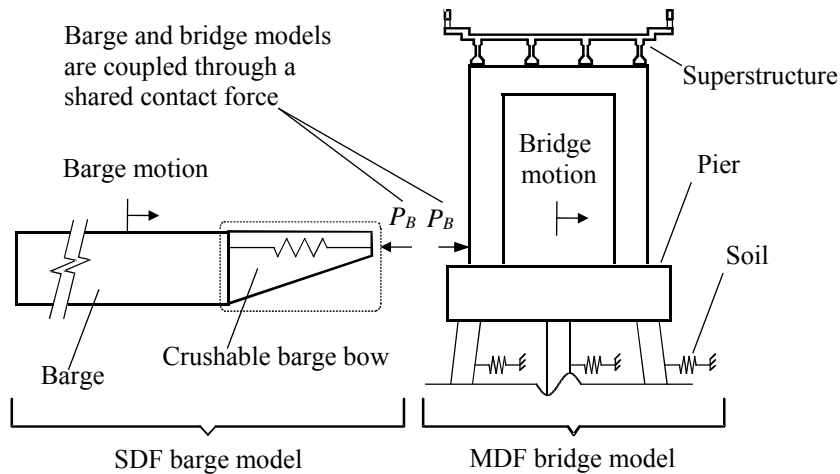 Barge and bridge models
are coupled through a
shared contact force
Superstructure
Barge motion
Bridge
motion
Pier
P_B P_B
Soil
Crushable barge bow
Barge
SDF barge model
MDF bridge model